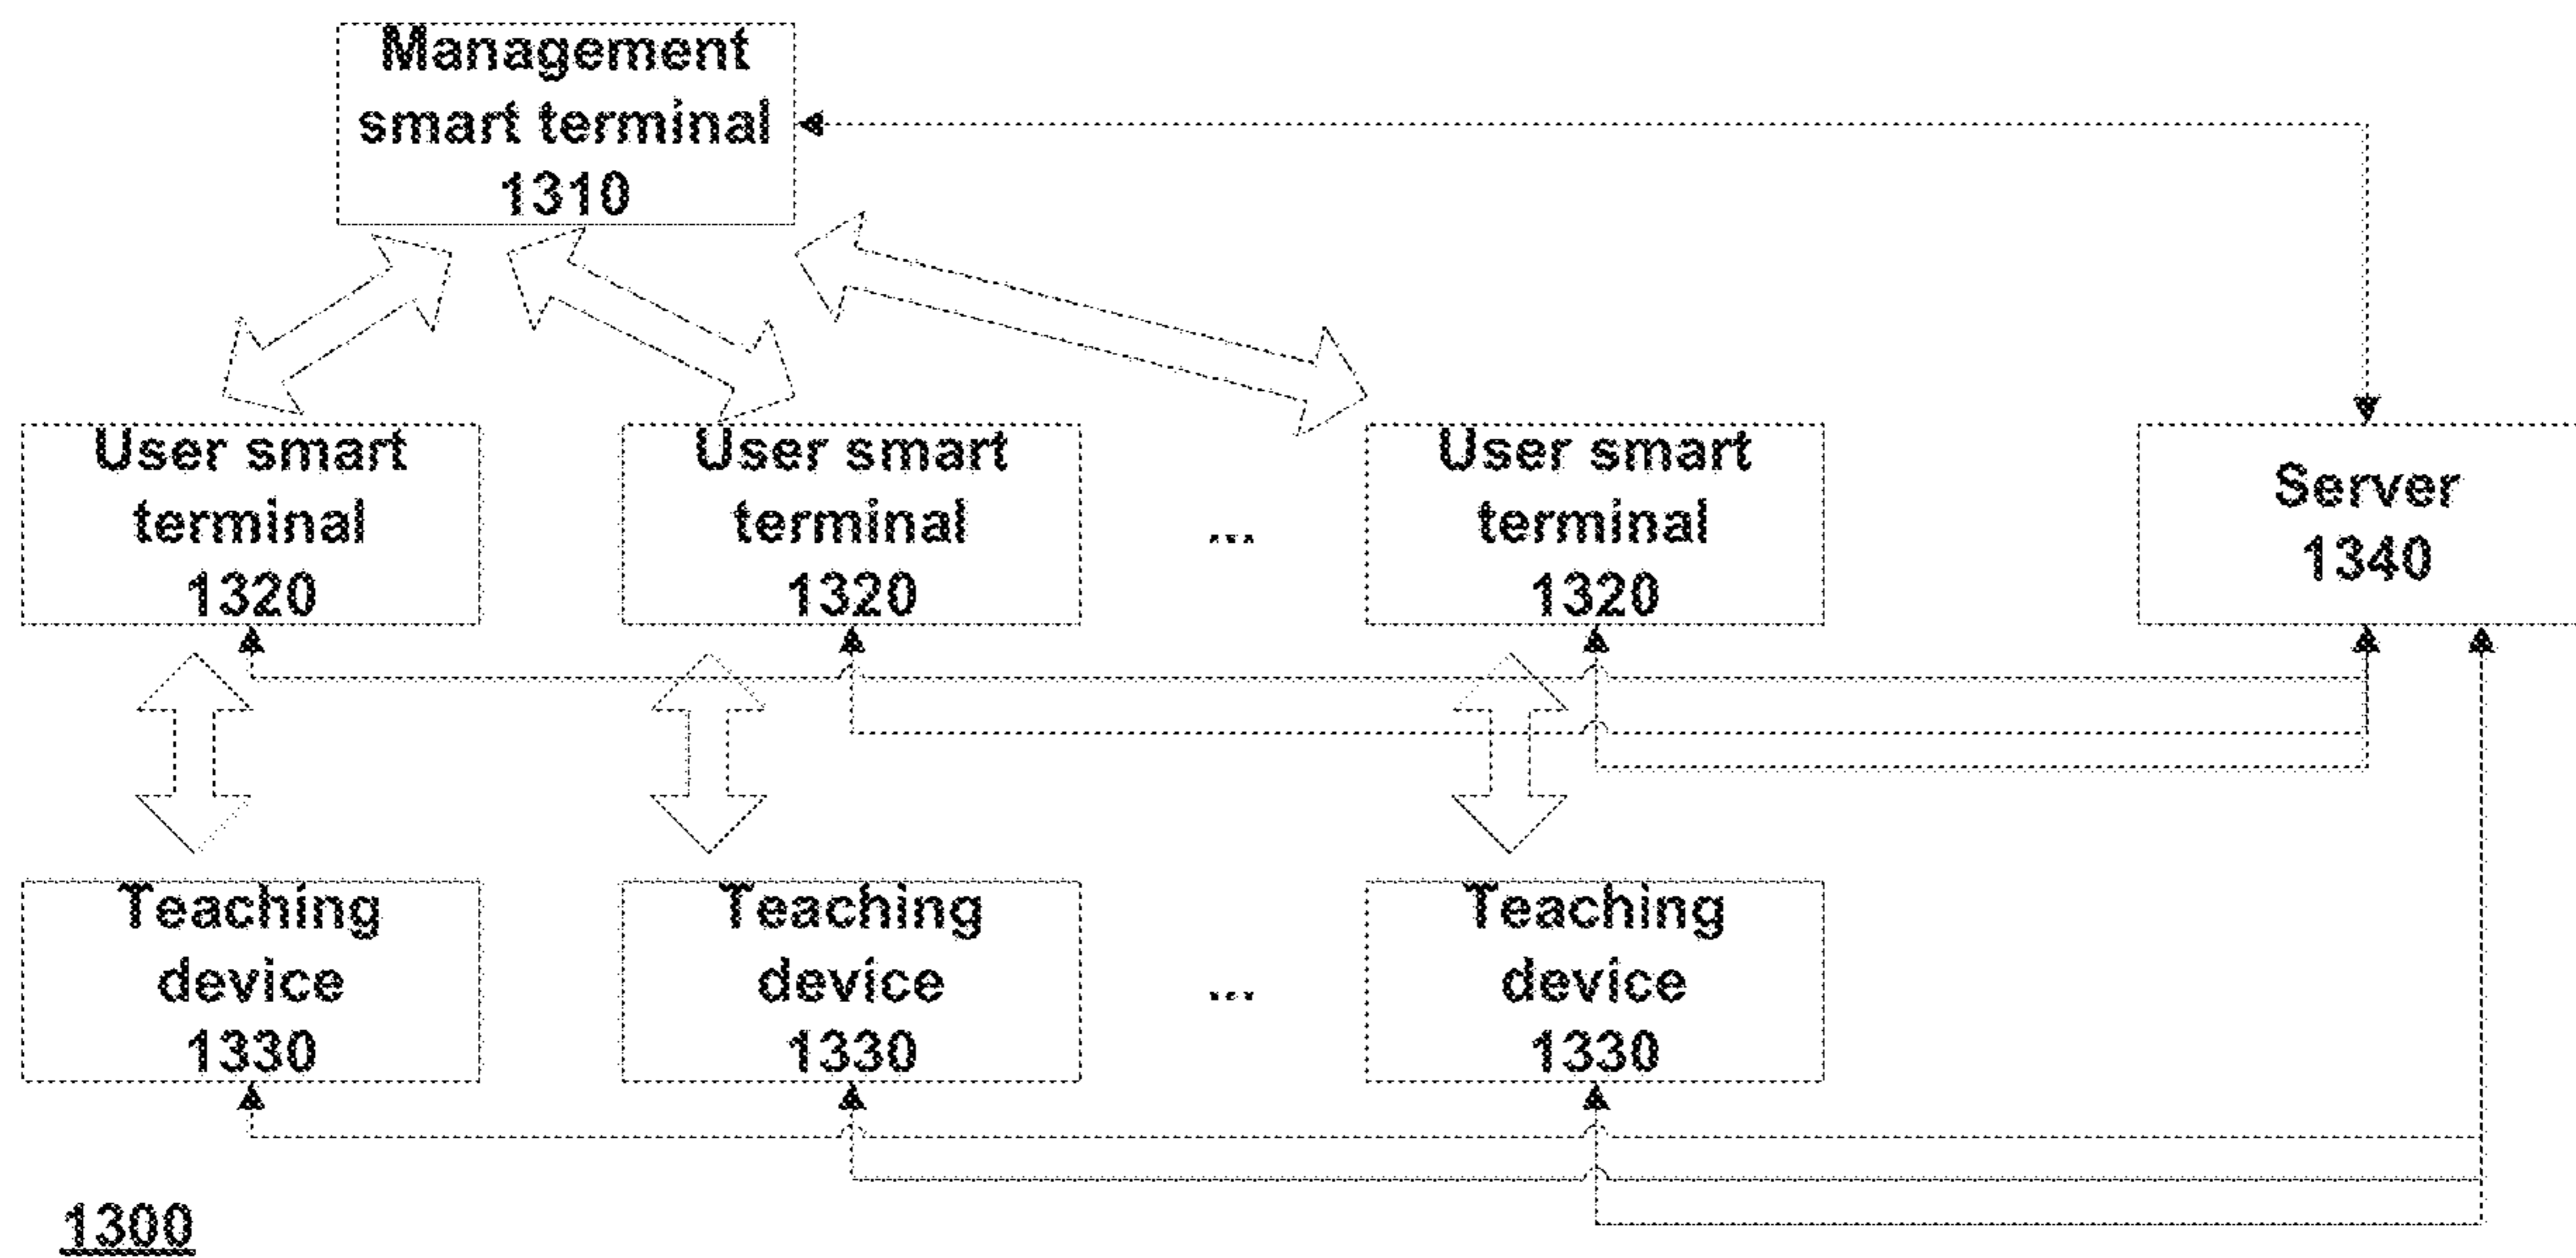 Management
smart terminal
1310
User smart
terminal
1320
User smart
terminal
1320
...
User smart
terminal
1320
Server
1340
Teaching
device
1330
Teaching
device
1330
...
Teaching
device
1330
1300